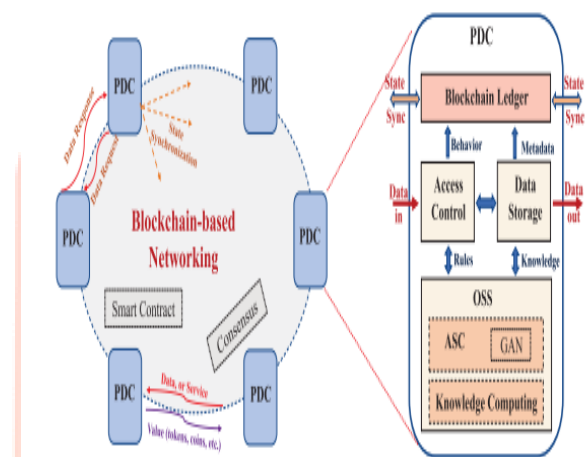 PDC
PDC
Data Response
Data Request
State
Synchronization
PDC
PDC
Blockchain-based
Networking
Smart Contract
Consensus
PDC
PDC
Data, or Service
Value (tokens, coins, etc.)
PDC
State
Sync
Blockchain Ledger
State
Sync
Behavior
Metadata
Data
in
Access
Control
Data
Storage
Data
out
Rules
Knowledge
OSS
ASC
GAN
Knowledge Computing